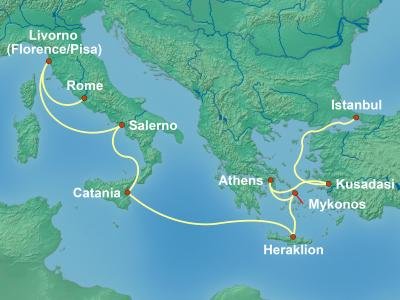 Livorno
(Florence/Pisa)
Rome
Istanbul
Salerno
Athens
Kusadasi
Catania
Mykonos
Heraklion